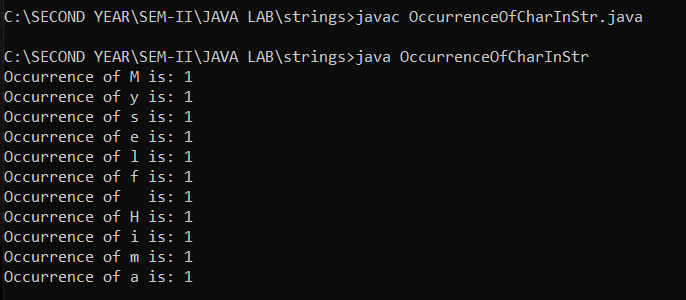 C:\SECOND YEAR\SEM-II\JAVA LAB\strings>javac OccurrenceOfCharInStr.java
C:\SECOND YEAR\SEM-II\JAVA LAB\strings>java OccurrenceOfCharInStr
Occurrence of M is: 1
Occurrence of y is: 1
Occurrence of s is: 1
Occurrence of e is: 1
Occurrence of l is: 1
Occurrence of f is: 1
Occurrence of   is: 1
Occurrence of H is: 1
Occurrence of i is: 1
Occurrence of m is: 1
Occurrence of a is: 1